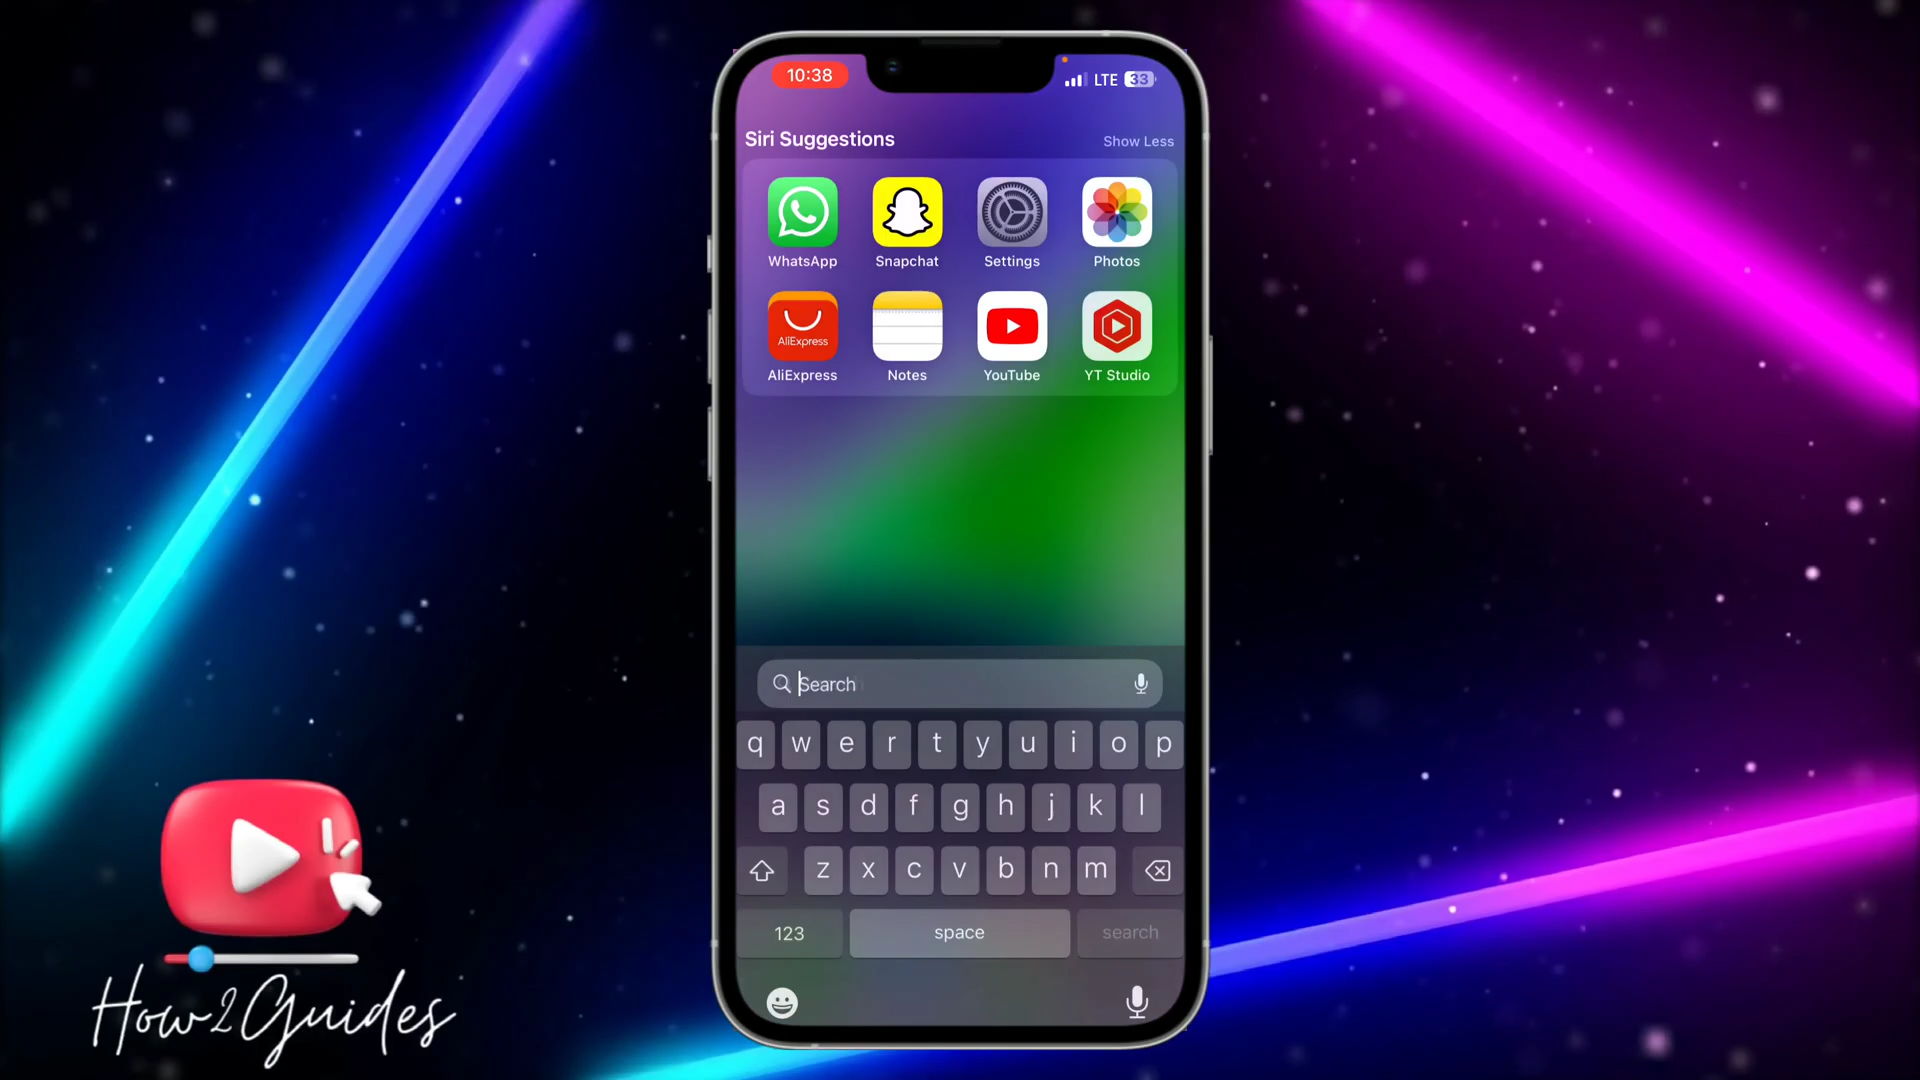 10:38
LTE 33
Siri Suggestions
Show Less
WhatsApp
Snapchat
Settings
Photos
AliExpress
AliExpress
Notes
YouTube
YT Studio
Search
q w e r t y u i o p
a s d f g h j k l
z x c v b n m
123
space
search
How2Guides